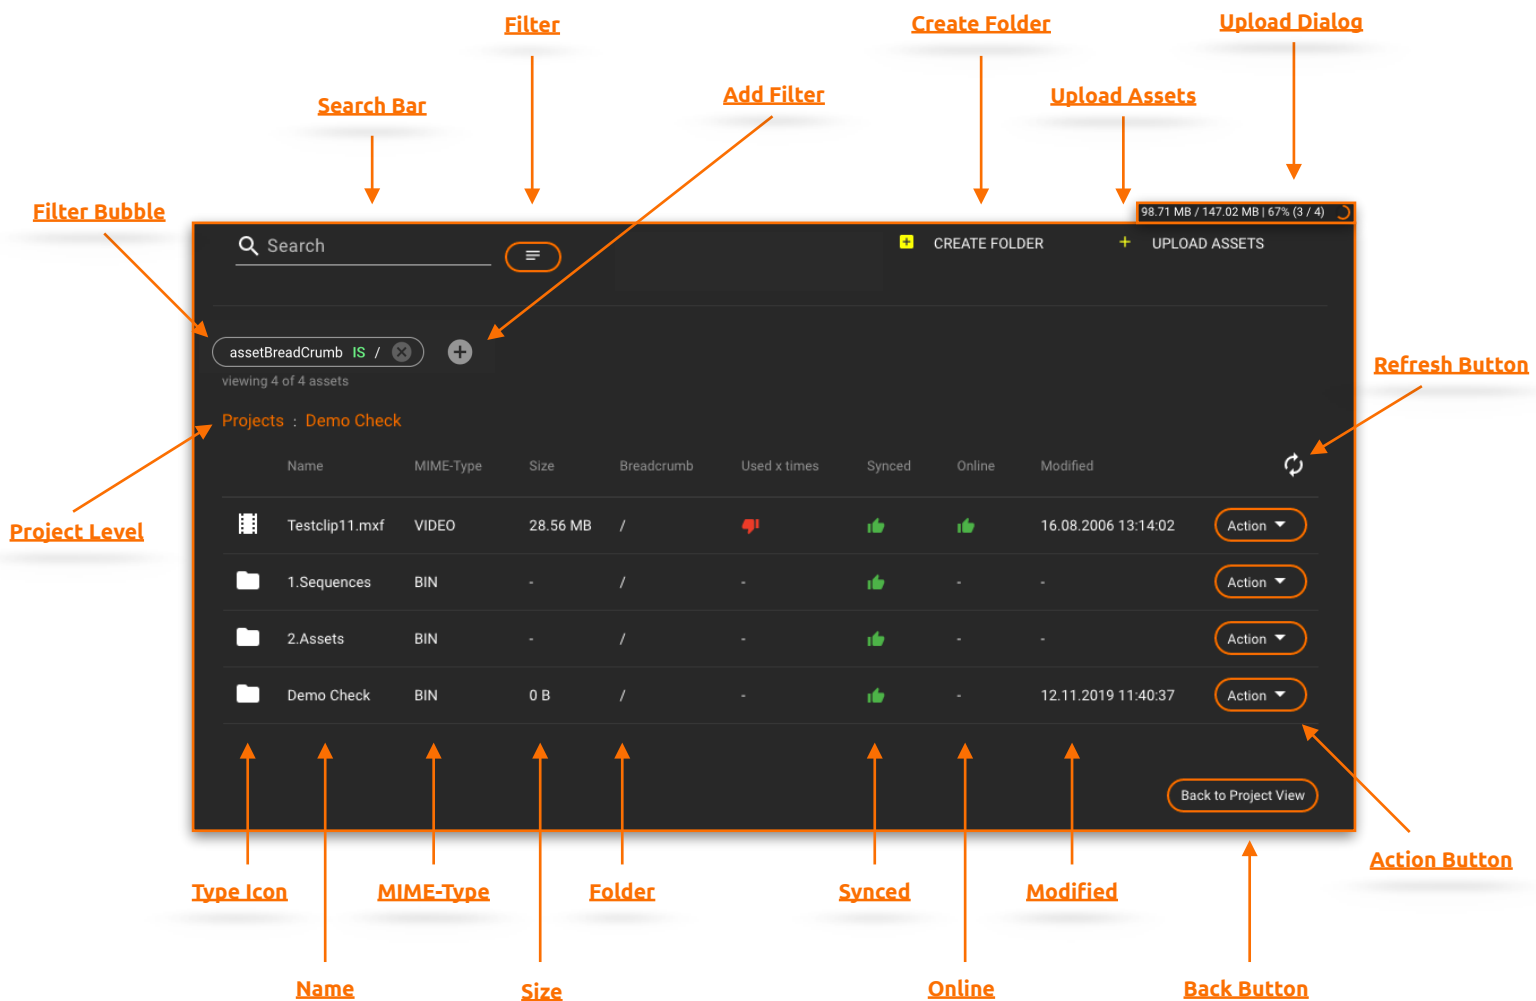 Filter
Create Folder
Upload Dialog
Search Bar
Add Filter
Upload Assets
Filter Bubble
98.71 MB / 147.02 MB | 67% (3 / 4)
Search
CREATE FOLDER
UPLOAD ASSETS
assetBreadCrumb IS /
viewing 4 of 4 assets
Refresh Button
Projects : Demo Check
Name MIME-Type Size Breadcrumb Used x times Synced Online Modified
Project Level
Testclip11.mxf VIDEO 28.56 MB / 16.08.2006 13:14:02 Action
1.Sequences BIN - / - - - Action
2.Assets BIN - / - - - Action
Demo Check BIN 0 B / - - 12.11.2019 11:40:37 Action
Back to Project View
Action Button
Type Icon
MIME-Type
Folder
Synced
Modified
Name
Size
Online
Back Button